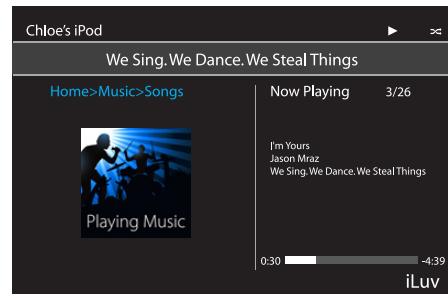 Chloe's iPod
We Sing. We Dance. We Steal Things
Home>Music>Songs
Playing Music
Now Playing 3/26
I'm Yours
Jason Mraz
We Sing. We Dance. We Steal Things
0:30 -4:39
iLuv